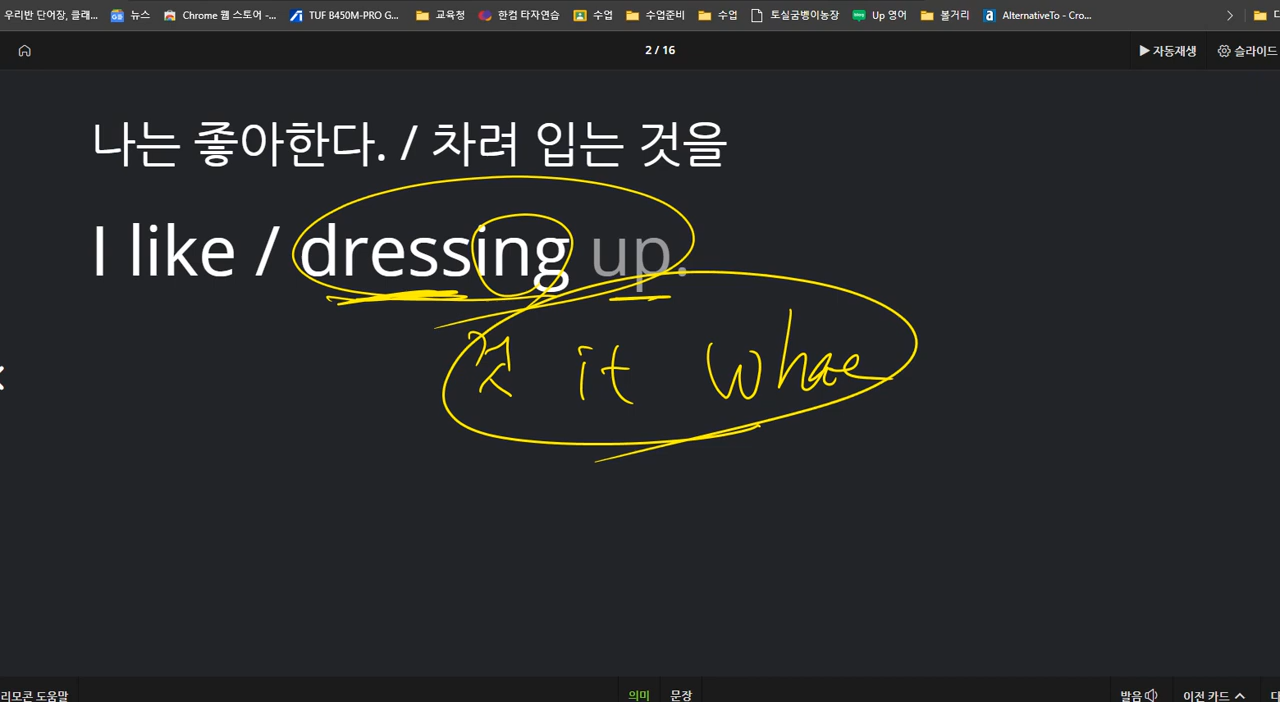 우리반 단어장, 클래... 뉴스 Chrome 웹 스토어 -... TUF B450M-PRO G... 교육청 한컴 타자연습 수업 수업준비 수업 토실굼벵이농장 Up 영어 볼거리 AlternativeTo - Cro...
2 / 16 자동재생 슬라이드
나는 좋아한다. / 차려 입는 것을
I like / dressing up.
것 it
리모콘 도움말 의미 문장 발음 이전 카드